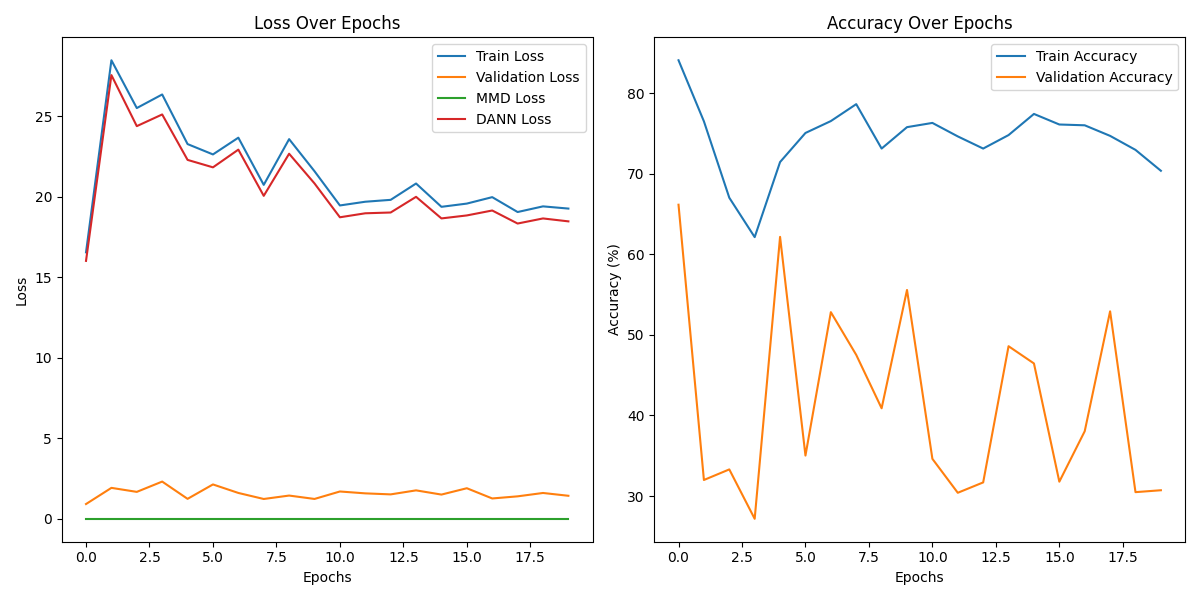 Loss Over Epochs
Train Loss
Validation Loss
MMD Loss
DANN Loss
25
20
15
10
5
0
Loss
0.0 2.5 5.0 7.5 10.0 12.5 15.0 17.5
Epochs
Accuracy Over Epochs
Train Accuracy
Validation Accuracy
80
70
60
50
40
30
Accuracy (%)
0.0 2.5 5.0 7.5 10.0 12.5 15.0 17.5
Epochs